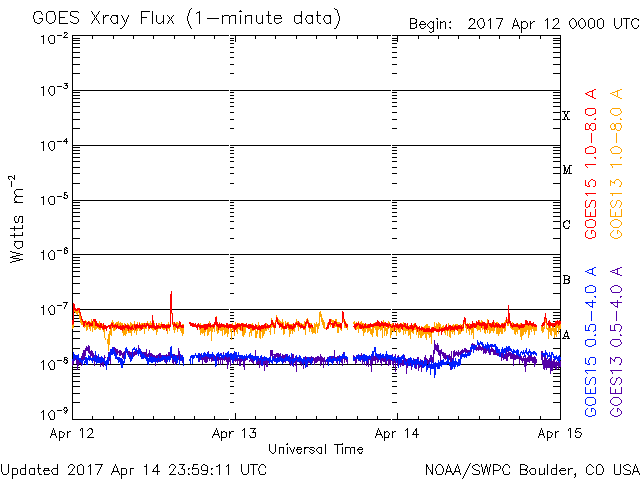 GOES Xray Flux (1-minute data)
Begin: 2017 Apr 12 0000 UTC
10⁻²
10⁻³
10⁻⁴
10⁻⁵
10⁻⁶
10⁻⁷
10⁻⁸
10⁻⁹
Watts m⁻²
X
M
C
B
A
GOES15 1.0-8.0 A
GOES13 1.0-8.0 A
GOES15 0.5-4.0 A
GOES13 0.5-4.0 A
Apr 12 Apr 13 Apr 14 Apr 15
Universal Time
Updated 2017 Apr 14 23:59:11 UTC
NOAA/SWPC Boulder, CO USA